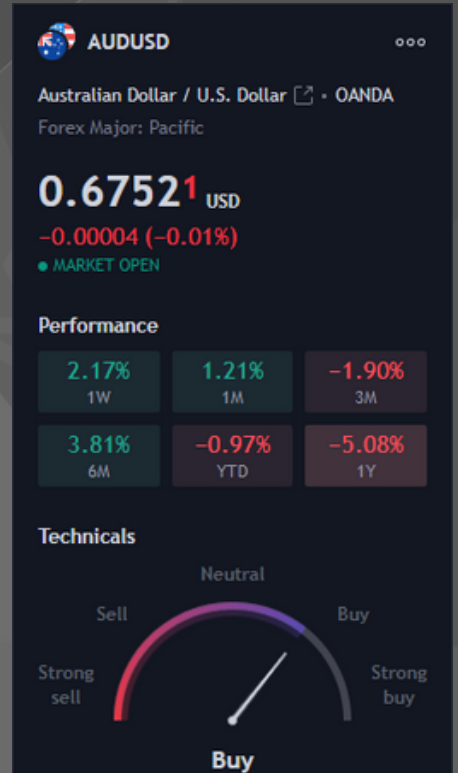 AUDUSD
Australian Dollar / U.S. Dollar • OANDA
Forex Major: Pacific
0.67521 USD
−0.00004 (−0.01%)
• MARKET OPEN
Performance
2.17% 1.21% −1.90%
1W 1M 3M
3.81% −0.97% −5.08%
6M YTD 1Y
Technicals
Neutral
Sell Buy
Strong Strong
sell buy
Buy